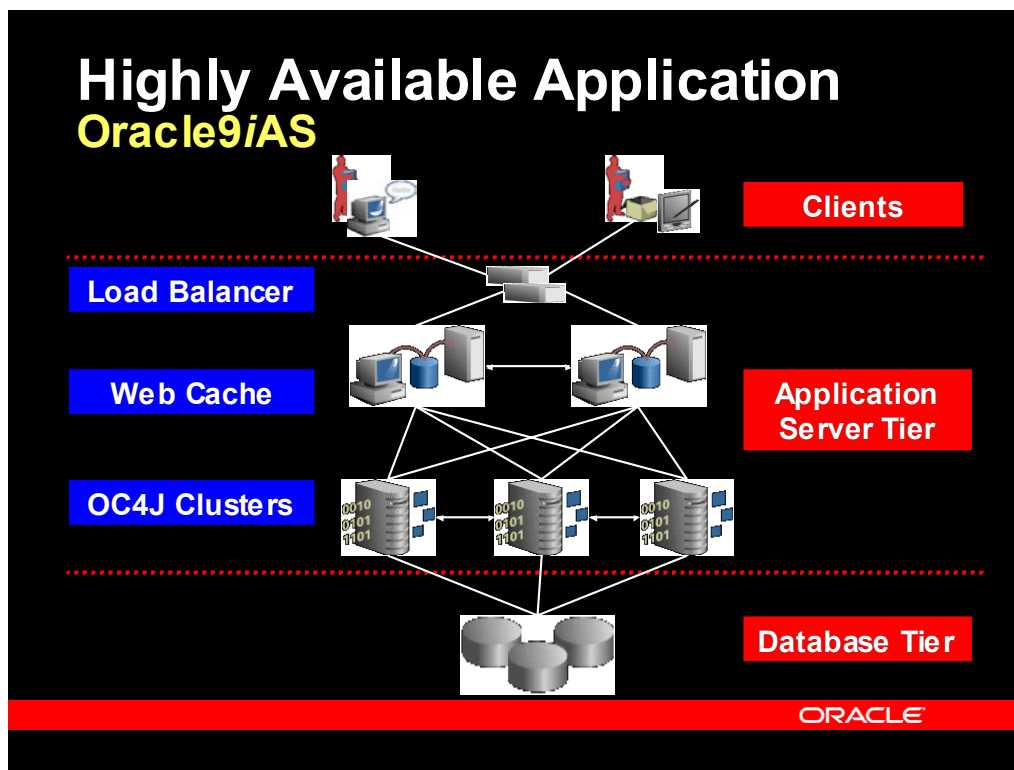 Highly Available Application
Oracle9iAS
Clients
Load Balancer
Web Cache
Application
Server Tier
OC4J Clusters
0010
0101
1101
0010
0101
1101
0010
0101
1101
Database Tier
ORACLE